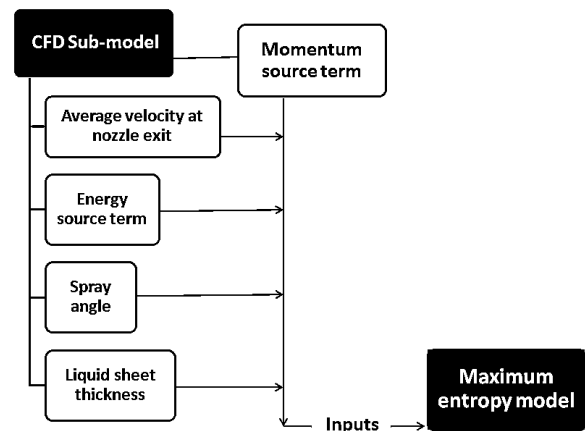 CFD Sub-model
Momentum
source term
Average velocity at
nozzle exit
Energy
source term
Spray
angle
Liquid sheet
thickness
Inputs
Maximum
entropy model